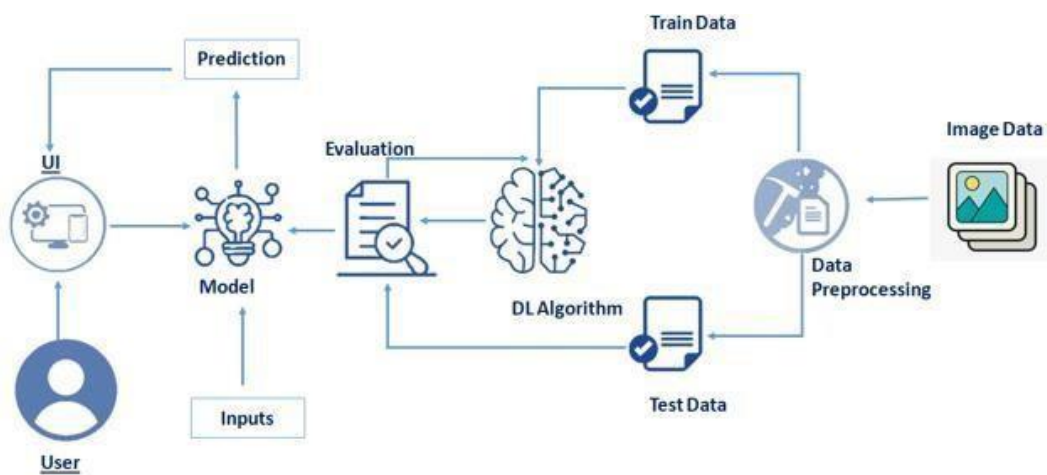 Train Data
Prediction
Image Data
Evaluation
UI
Data
Preprocessing
Model
DL Algorithm
Inputs
Test Data
User